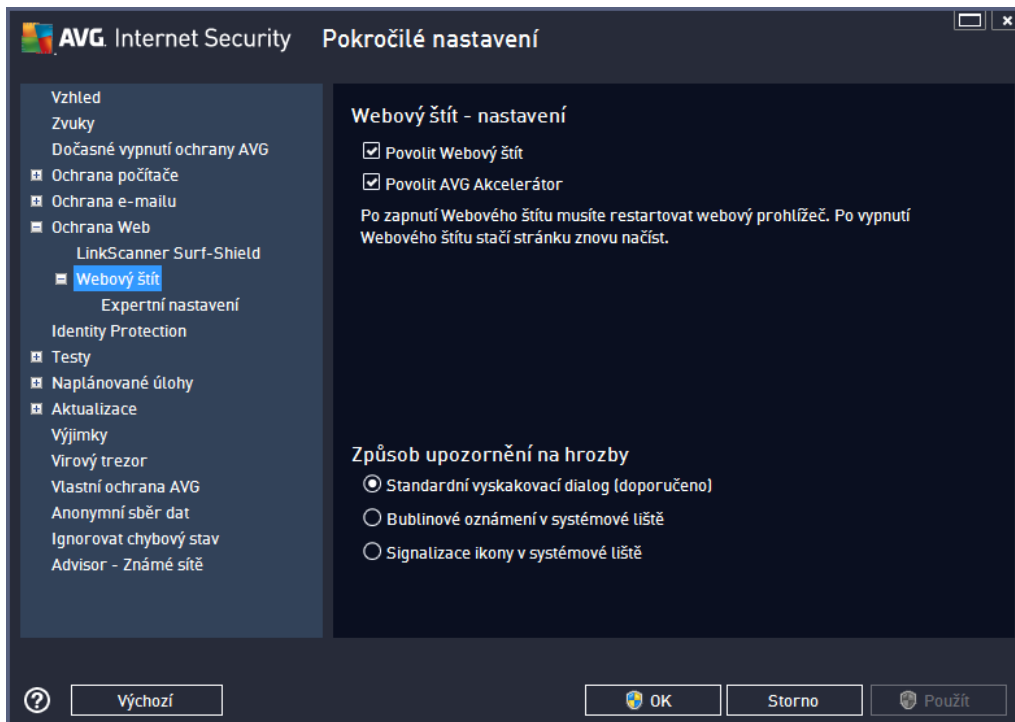 AVG. Internet Security Pokročilé nastavení
Vzhled
Zvuky
Dočasné vypnutí ochrany AVG
Ochrana počítače
Ochrana e-mailu
Ochrana Web
LinkScanner Surf-Shield
Webový štít
Expertní nastavení
Identity Protection
Testy
Naplánované úlohy
Aktualizace
Výjimky
Virový trezor
Vlastní ochrana AVG
Anonymní sběr dat
Ignorovat chybový stav
Advisor - Známé sítě
Webový štít - nastavení
Povolit Webový štít
Povolit AVG Akcelerátor
Po zapnutí Webového štítu musíte restartovat webový prohlížeč. Po vypnutí
Webového štítu stačí stránku znovu načíst.
Způsob upozornění na hrozby
Standardní vyskakovací dialog (doporučeno)
Bublinové oznámení v systémové liště
Signalizace ikony v systémové liště
? Výchozí OK Storno Použít